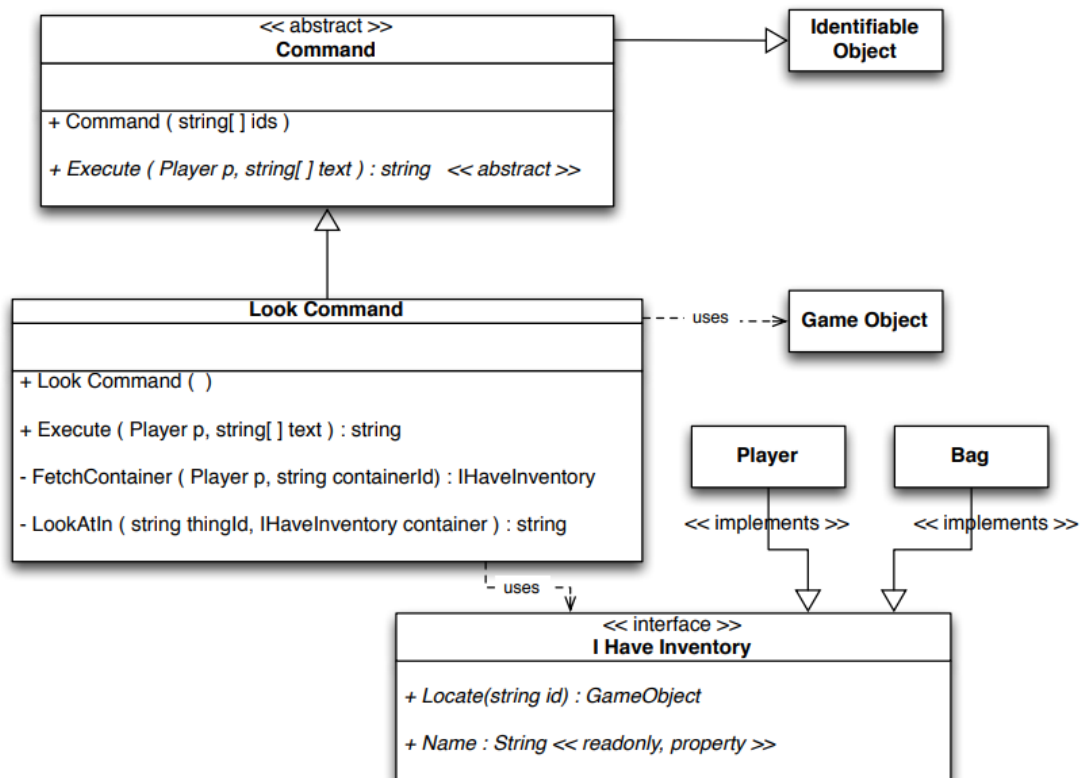 << abstract >>
Command
+ Command ( string[ ] ids )
+ Execute ( Player p, string[ ] text ) : string << abstract >>
Identifiable
Object
Look Command
+ Look Command ( )
+ Execute ( Player p, string[ ] text ) : string
- FetchContainer ( Player p, string containerId) : IHaveInventory
- LookAtIn ( string thingId, IHaveInventory container ) : string
uses
Game Object
Player
Bag
<< implements >>
<< implements >>
uses
<< interface >>
I Have Inventory
+ Locate(string id) : GameObject
+ Name : String << readonly, property >>